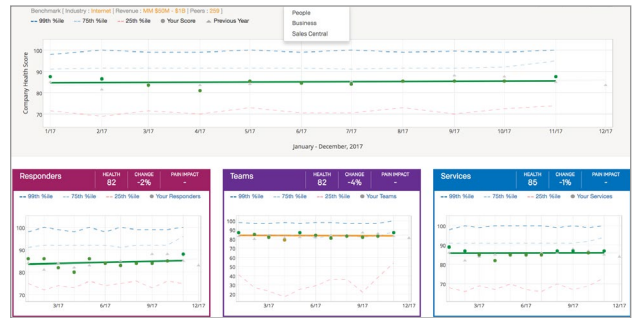 Benchmark [ Industry : Internet | Revenue : MM $50M - $1B | Peers : 258 ]
People
Business
Sales Central
99th %ile 75th %ile 25th %ile Your Score Previous Year
Company Health Score
100
90
80
70
1/17 2/17 3/17 4/17 5/17 6/17 7/17 8/17 9/17 10/17 11/17 12/17
January - December, 2017
Responders HEALTH 82 CHANGE -2% PAIN IMPACT -
99th %ile 75th %ile 25th %ile Your Responders
100
90
80
70
3/17 6/17 9/17 12/17
Teams HEALTH 82 CHANGE -4% PAIN IMPACT -
99th %ile 75th %ile 25th %ile Your Teams
100
90
80
70
60
50
40
30
20
3/17 6/17 9/17 12/17
Services HEALTH 85 CHANGE -1% PAIN IMPACT -
99th %ile 75th %ile 25th %ile Your Services
100
90
80
70
3/17 6/17 9/17 12/17